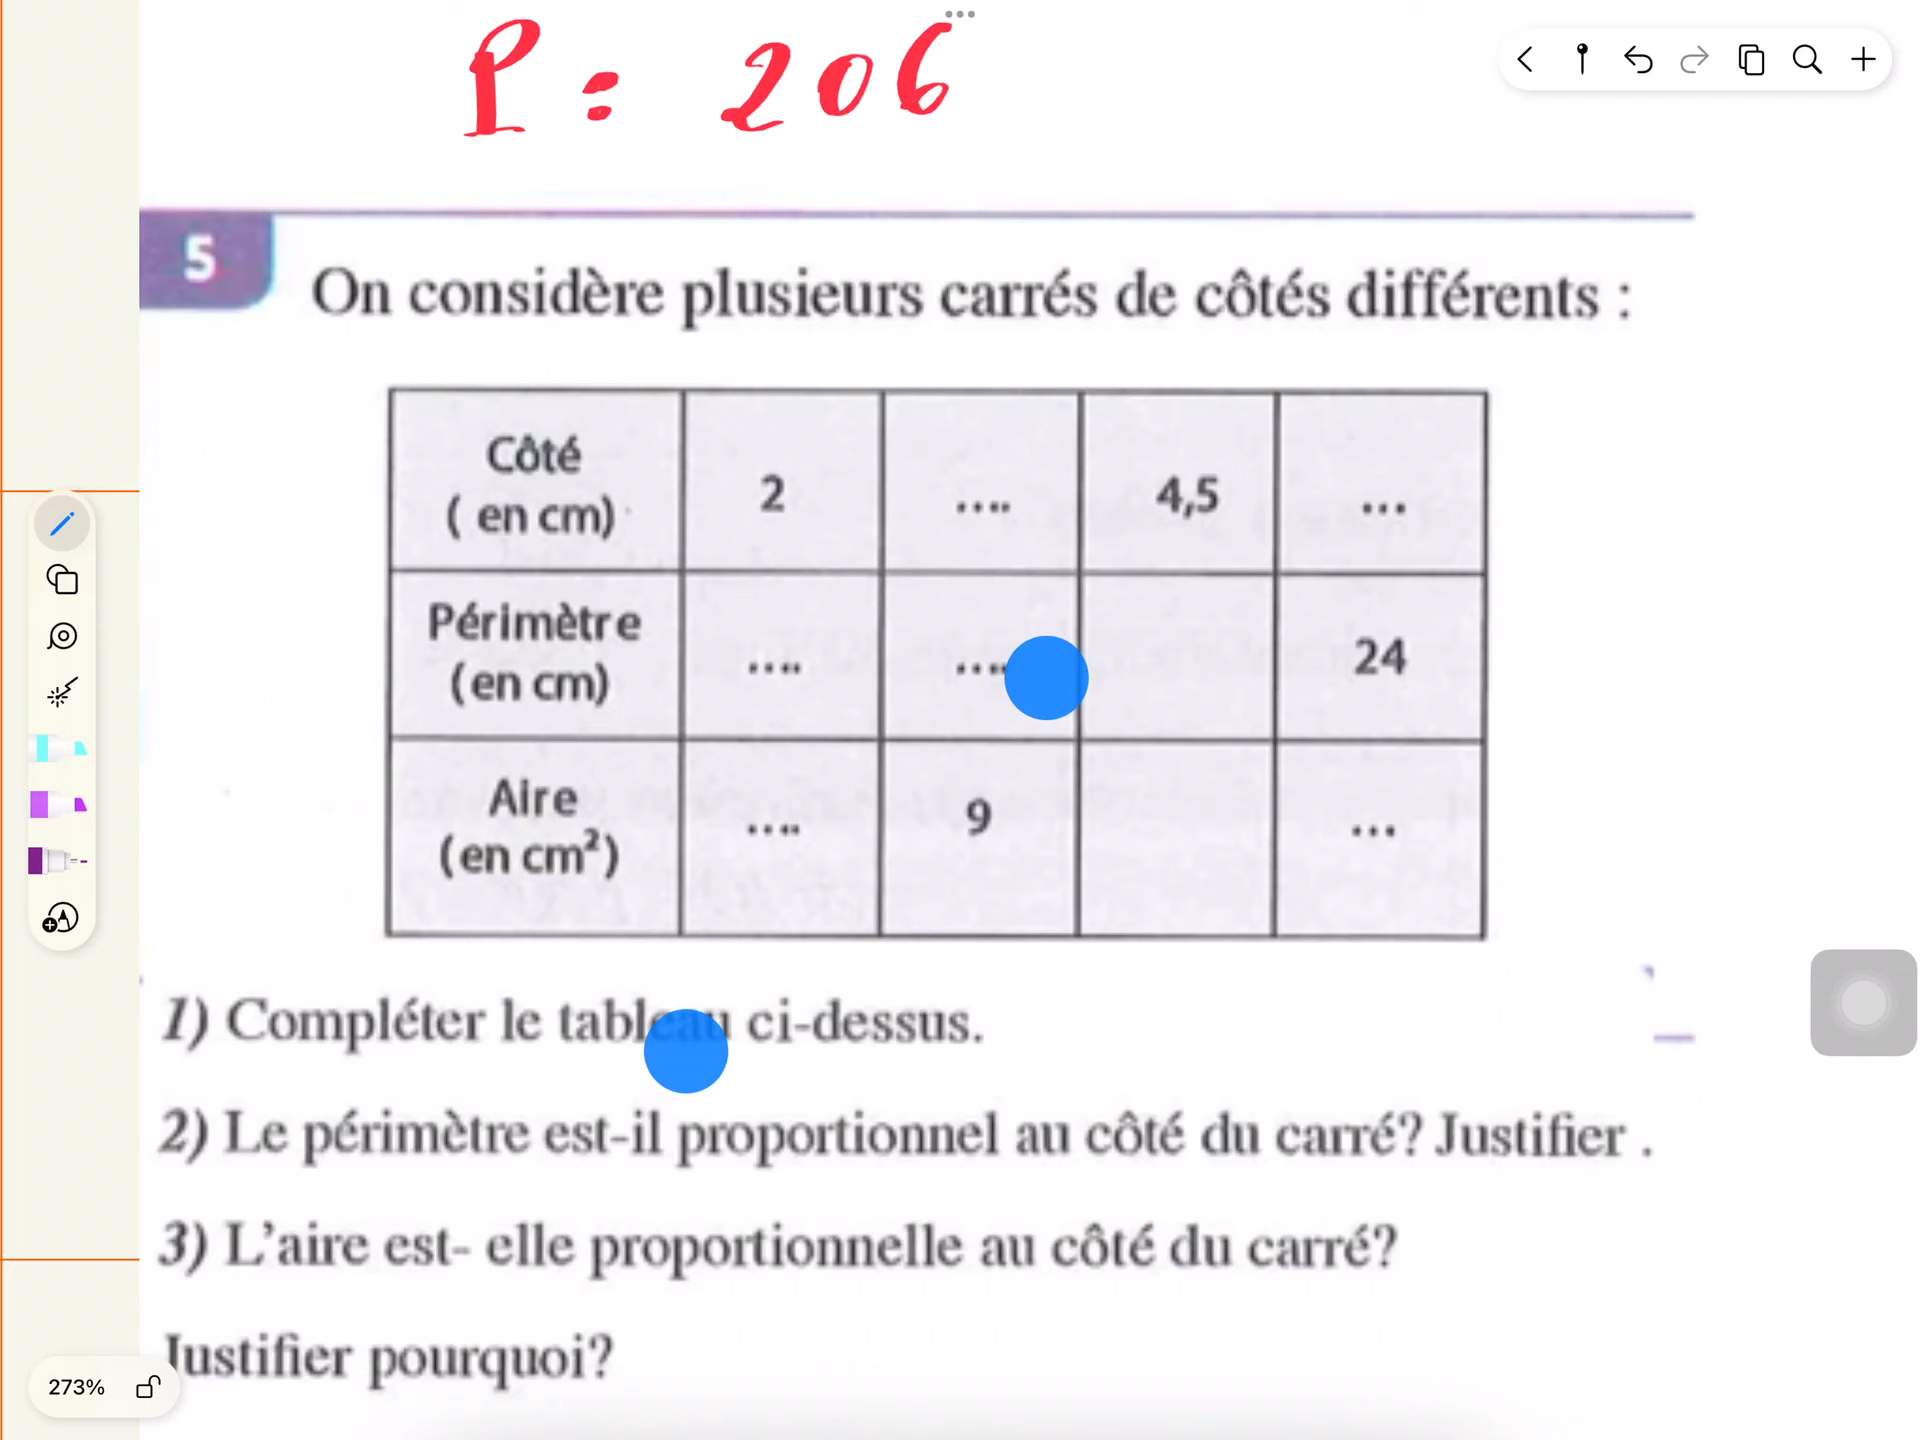 P = 206
5
On considère plusieurs carrés de côtés différents :
Côté ( en cm) 2 .... 4,5 ...
Périmètre (en cm) .... .... 24
Aire (en cm²) .... 9 ...
1) Compléter le tableau ci-dessus.
2) Le périmètre est-il proportionnel au côté du carré? Justifier .
3) L'aire est- elle proportionnelle au côté du carré?
Justifier pourquoi?
273%